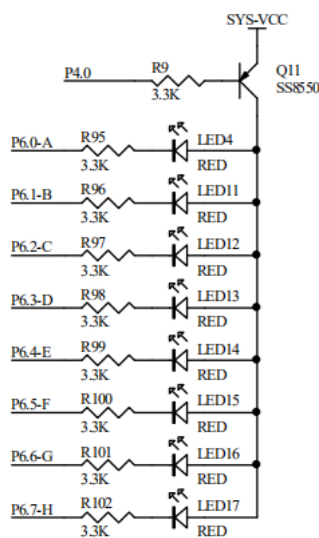 SYS-VCC
P4.0
R9
3.3K
Q11
SS8550
P6.0-A
R95
3.3K
LED4
RED
P6.1-B
R96
3.3K
LED11
RED
P6.2-C
R97
3.3K
LED12
RED
P6.3-D
R98
3.3K
LED13
RED
P6.4-E
R99
3.3K
LED14
RED
P6.5-F
R100
3.3K
LED15
RED
P6.6-G
R101
3.3K
LED16
RED
P6.7-H
R102
3.3K
LED17
RED